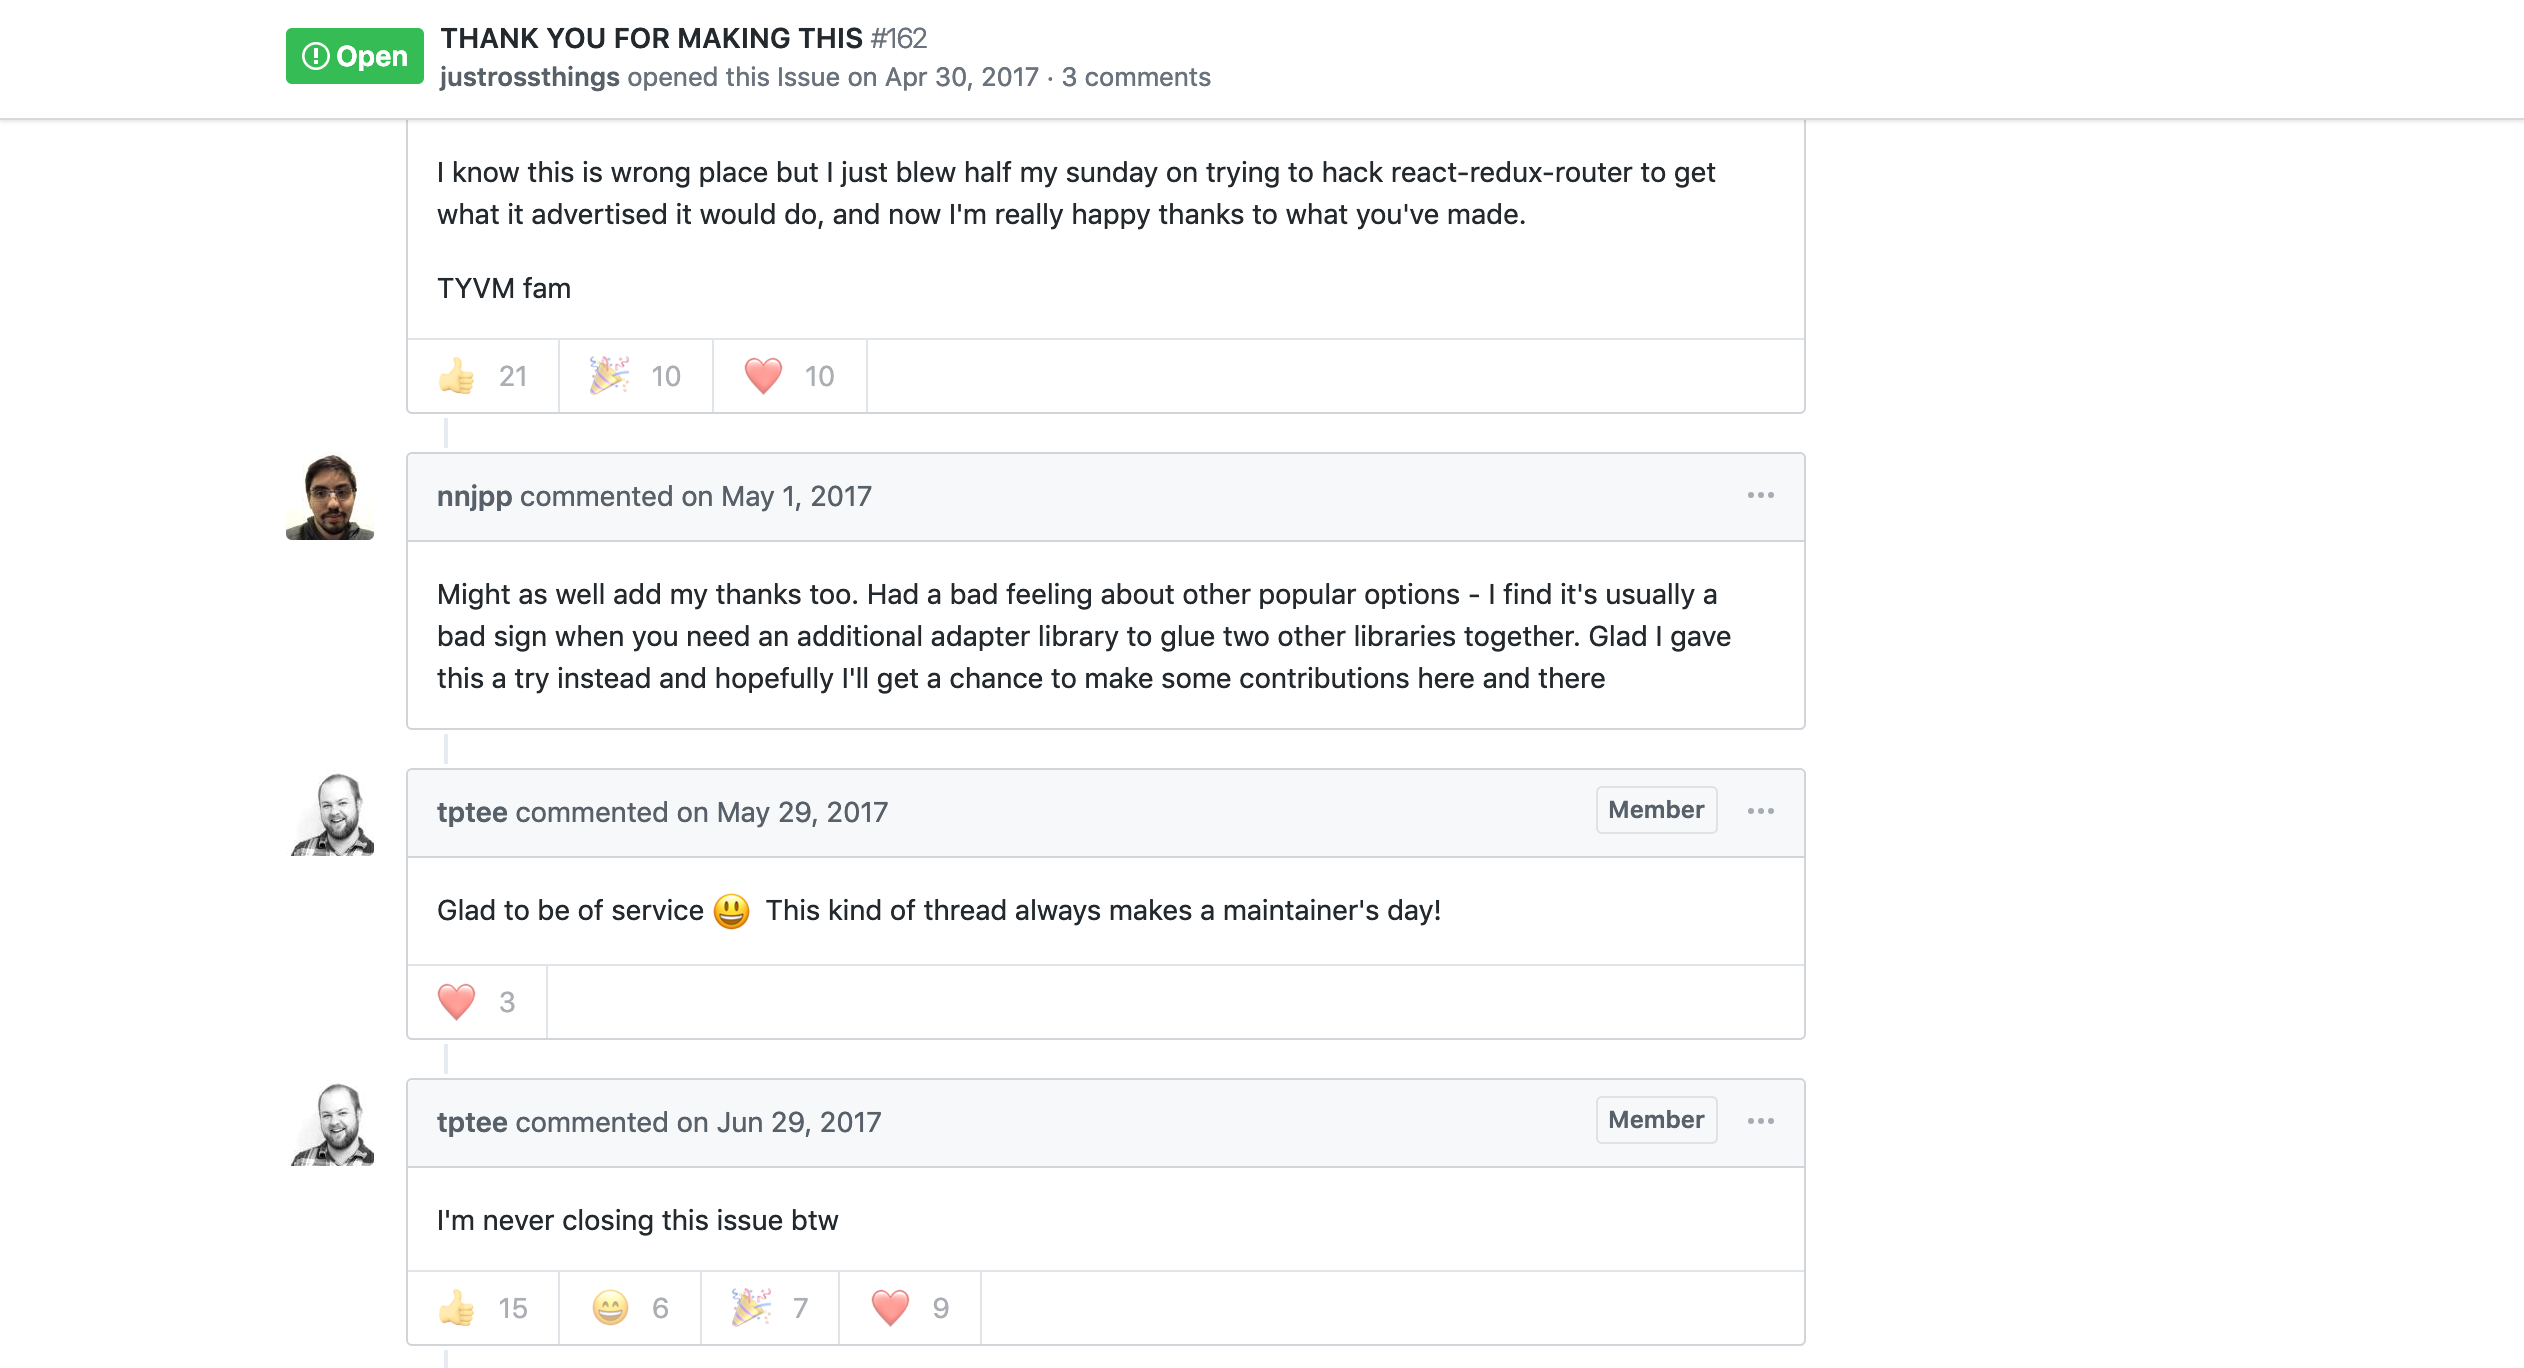 Open
THANK YOU FOR MAKING THIS #162
justrossthings opened this Issue on Apr 30, 2017 · 3 comments
I know this is wrong place but I just blew half my sunday on trying to hack react-redux-router to get
what it advertised it would do, and now I'm really happy thanks to what you've made.
TYVM fam
21 10 10
nnjpp commented on May 1, 2017
Might as well add my thanks too. Had a bad feeling about other popular options - I find it's usually a
bad sign when you need an additional adapter library to glue two other libraries together. Glad I gave
this a try instead and hopefully I'll get a chance to make some contributions here and there
tptee commented on May 29, 2017 Member
Glad to be of service 😃 This kind of thread always makes a maintainer's day!
3
tptee commented on Jun 29, 2017 Member
I'm never closing this issue btw
15 6 7 9